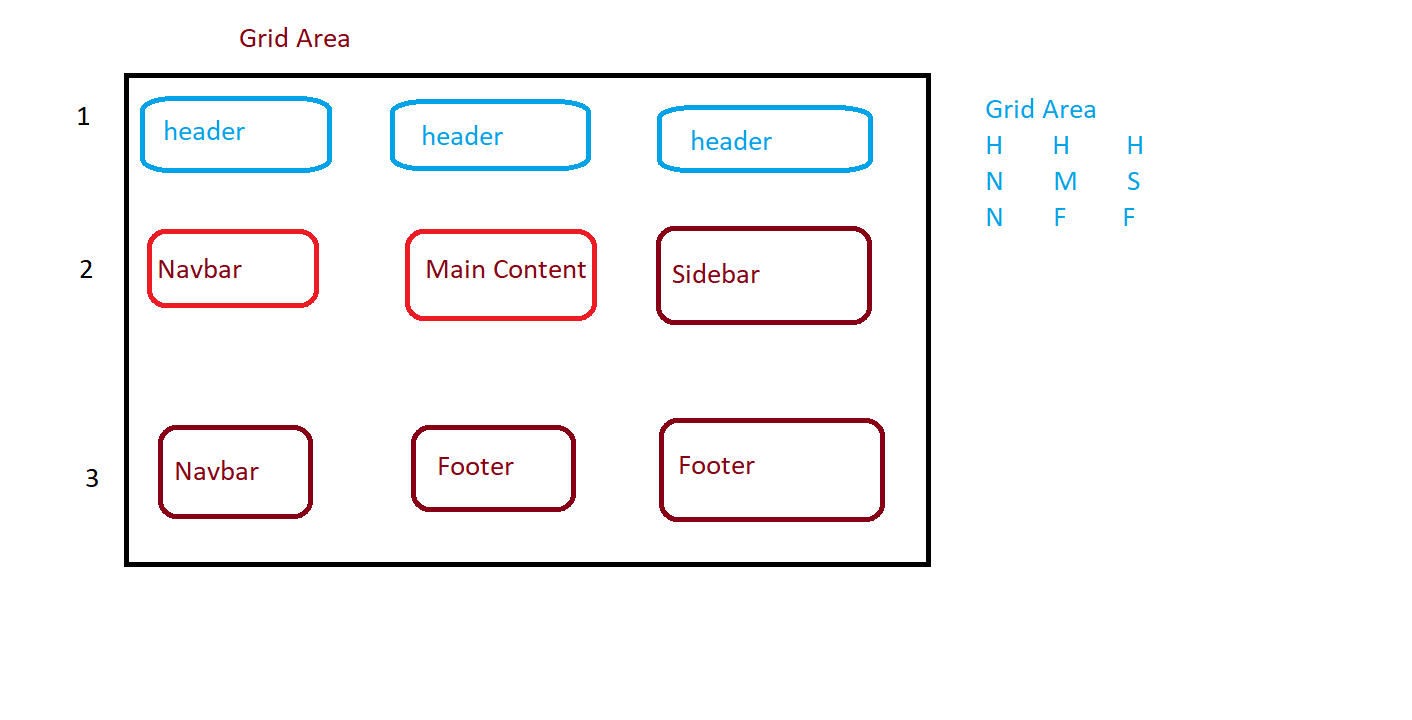 Grid Area
1 header header header
2 Navbar Main Content Sidebar
3 Navbar Footer Footer
Grid Area
H H H
N M S
N F F